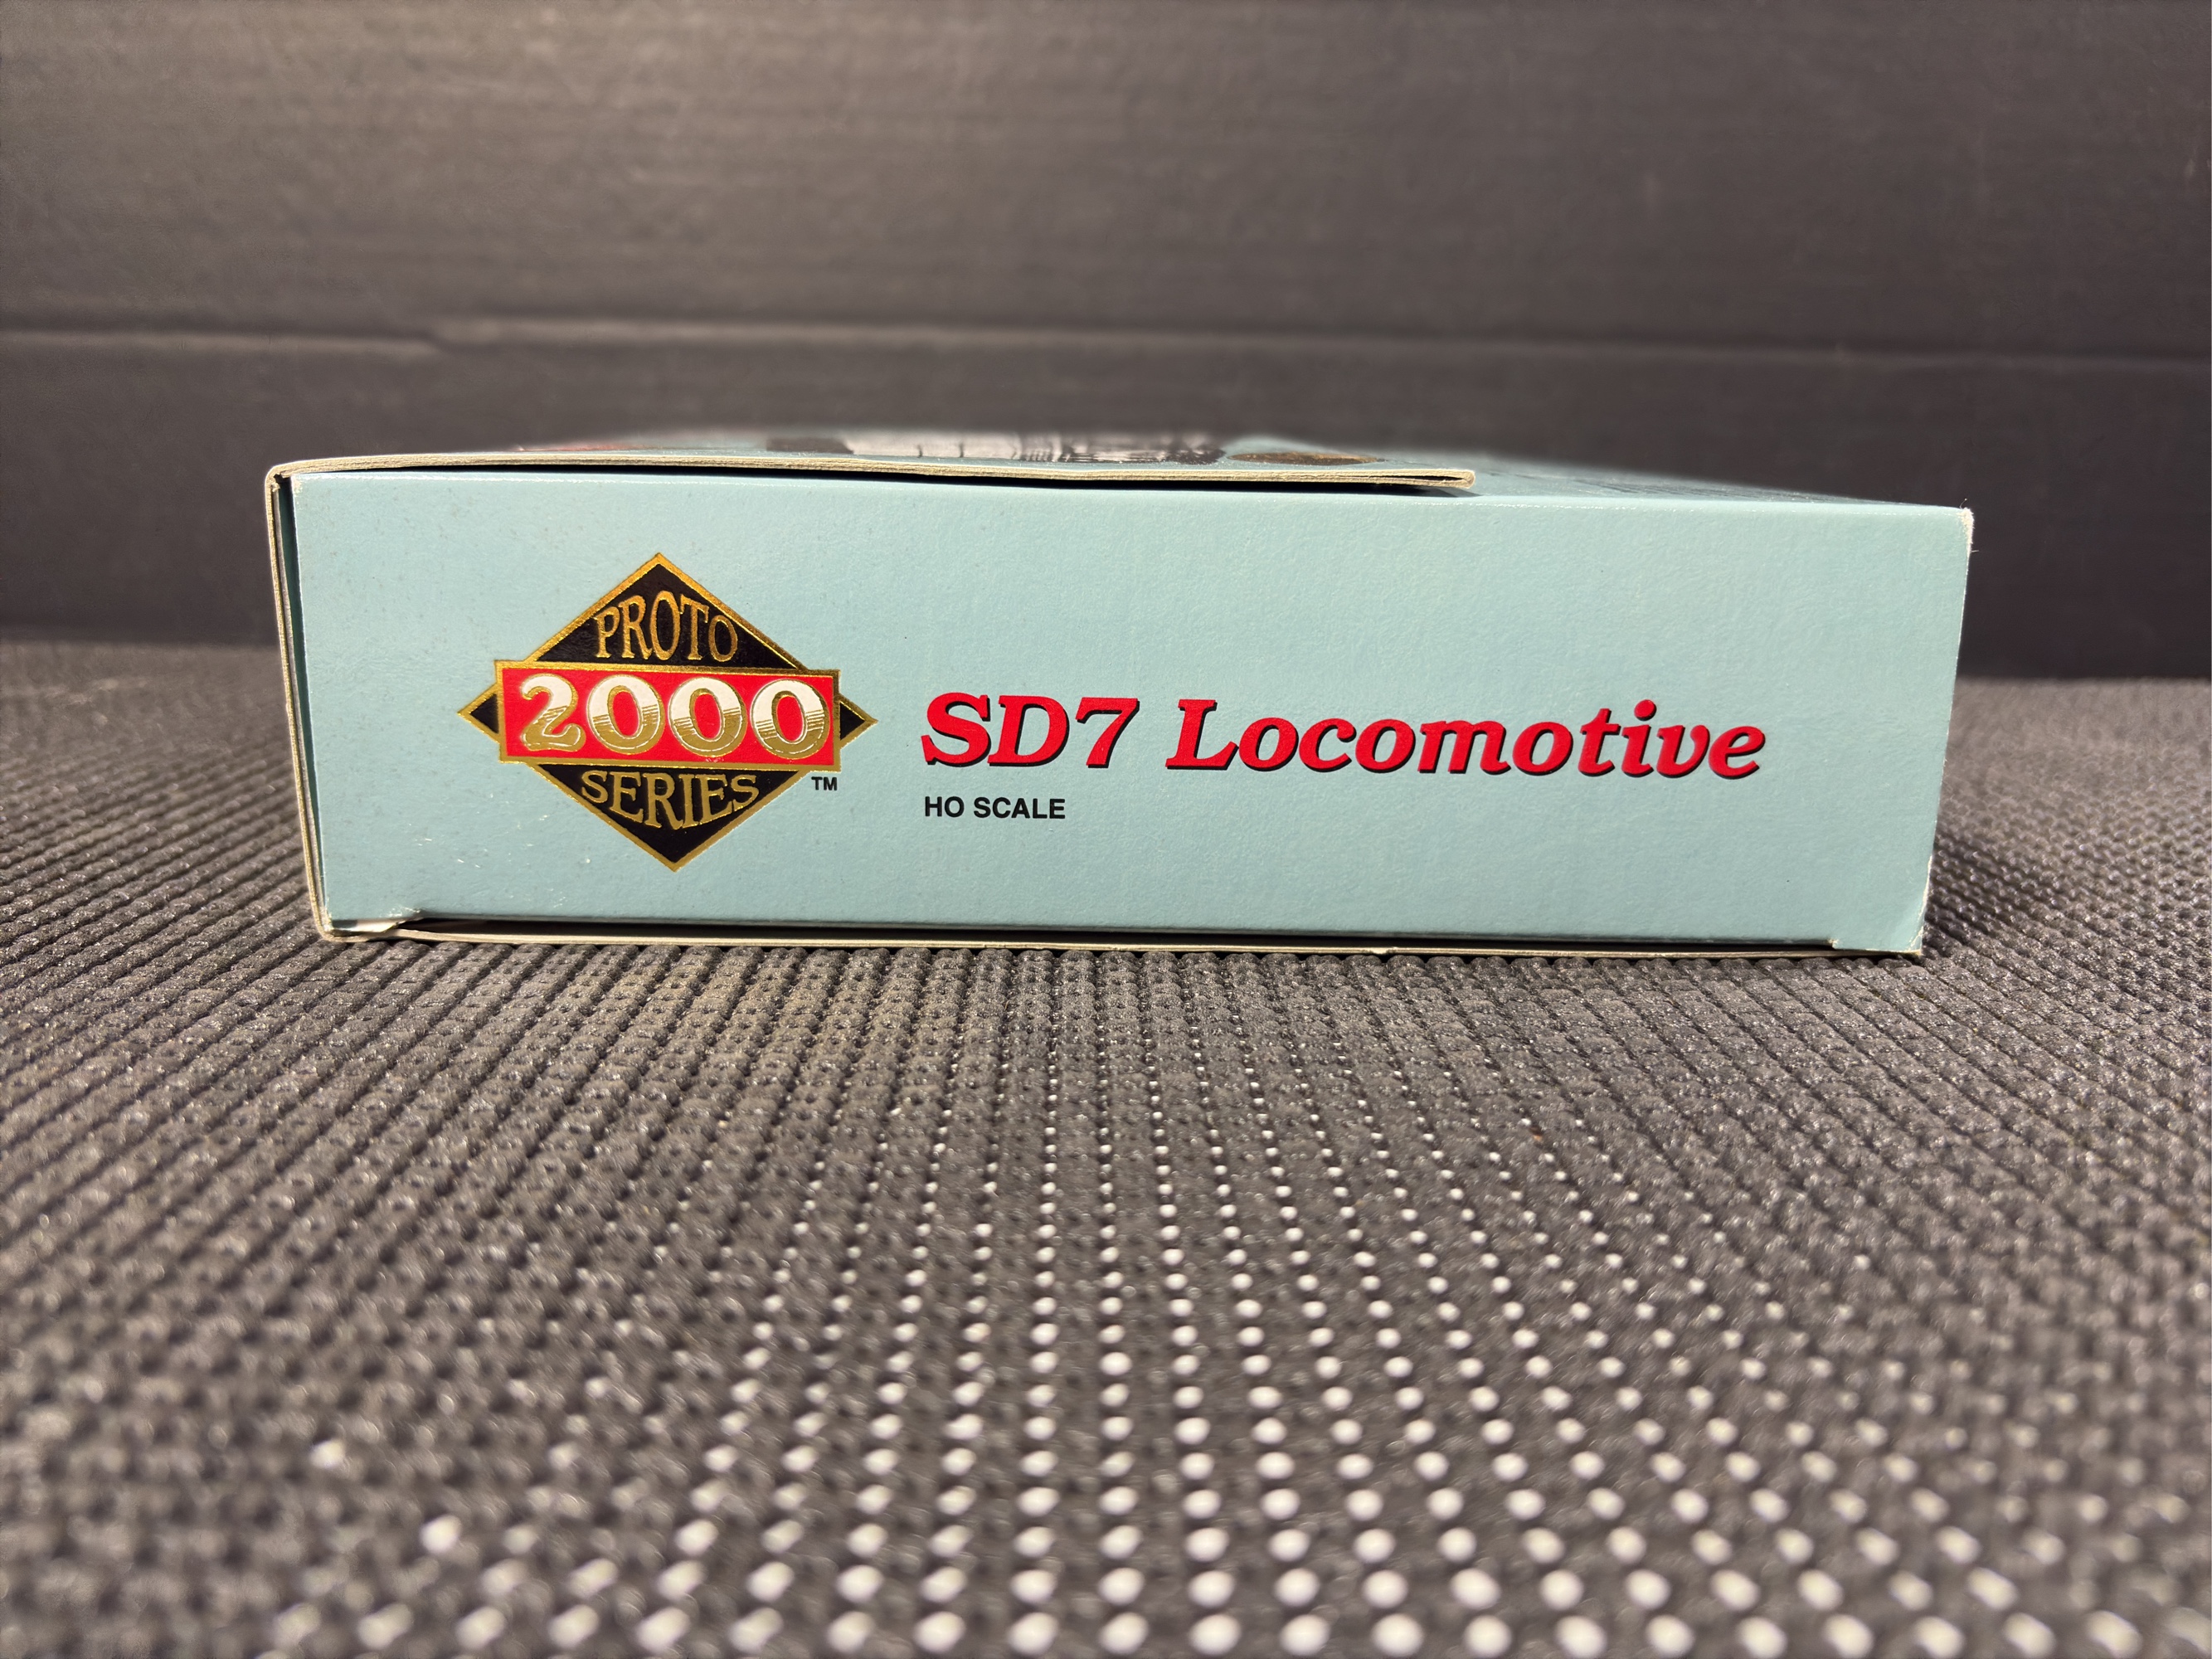 PROTO
2000
SERIES
TM
SD7 Locomotive
HO SCALE